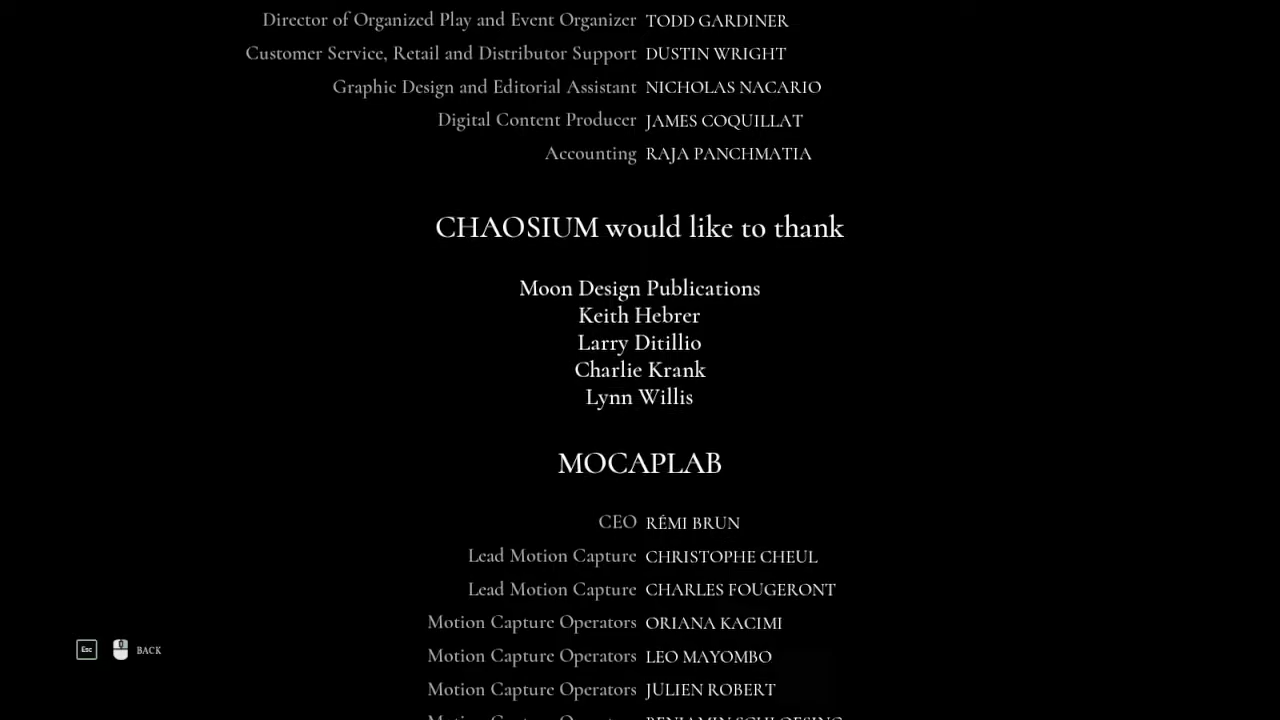 Director of Organized Play and Event Organizer TODD GARDINER
Customer Service, Retail and Distributor Support DUSTIN WRIGHT
Graphic Design and Editorial Assistant NICHOLAS NACARIO
Digital Content Producer JAMES COQUILLAT
Accounting RAJA PANCHMATIA
CHAOSIUM would like to thank
Moon Design Publications
Keith Hebrer
Larry Ditillio
Charlie Krank
Lynn Willis
MOCAPLAB
CEO RÉMI BRUN
Lead Motion Capture CHRISTOPHE CHEUL
Lead Motion Capture CHARLES FOUGERONT
Motion Capture Operators ORIANA KACIMI
Esc BACK
Motion Capture Operators LEO MAYOMBO
Motion Capture Operators JULIEN ROBERT